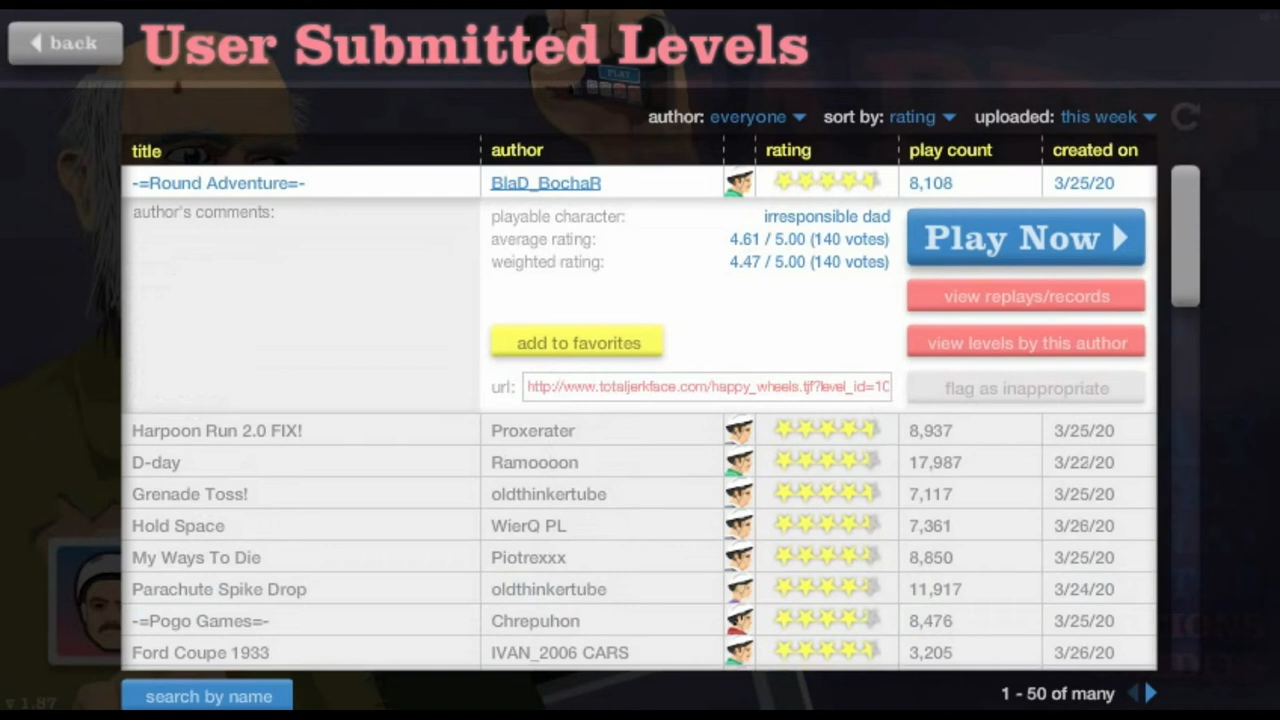 back
User Submitted Levels
PLAY
author: everyone sort by: rating uploaded: this week
title author rating play count created on
-=Round Adventure=- BlaD_BochaR 8,108 3/25/20
author's comments:
playable character: irresponsible dad
average rating: 4.61 / 5.00 (140 votes)
weighted rating: 4.47 / 5.00 (140 votes)
Play Now
view replays/records
add to favorites
view levels by this author
url: http://www.totaljerkface.com/happy_wheels.tjf?level_id=10
flag as inappropriate
Harpoon Run 2.0 FIX! Proxerater 8,937 3/25/20
D-day Ramoooon 17,987 3/22/20
Grenade Toss! oldthinkertube 7,117 3/25/20
Hold Space WierQ PL 7,361 3/26/20
My Ways To Die Piotrexxx 8,850 3/25/20
Parachute Spike Drop oldthinkertube 11,917 3/24/20
-=Pogo Games=- Chrepuhon 8,476 3/25/20
Ford Coupe 1933 IVAN_2006 CARS 3,205 3/26/20
search by name
1 - 50 of many
v 1.87